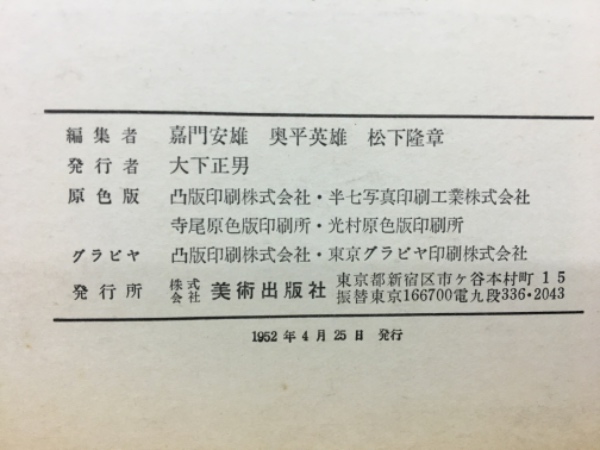 編集者 嘉門安雄 奥平英雄 松下隆章
発行者 大下正男
原色版 凸版印刷株式会社・半七写真印刷工業株式会社
寺尾原色版印刷所・光村原色版印刷所
グラビヤ 凸版印刷株式会社・東京グラビヤ印刷株式会社
発行所 株式会社 美術出版社 東京都新宿区市ヶ谷本村町15
振替東京166700電九段336・2043
1952年4月25日 発行